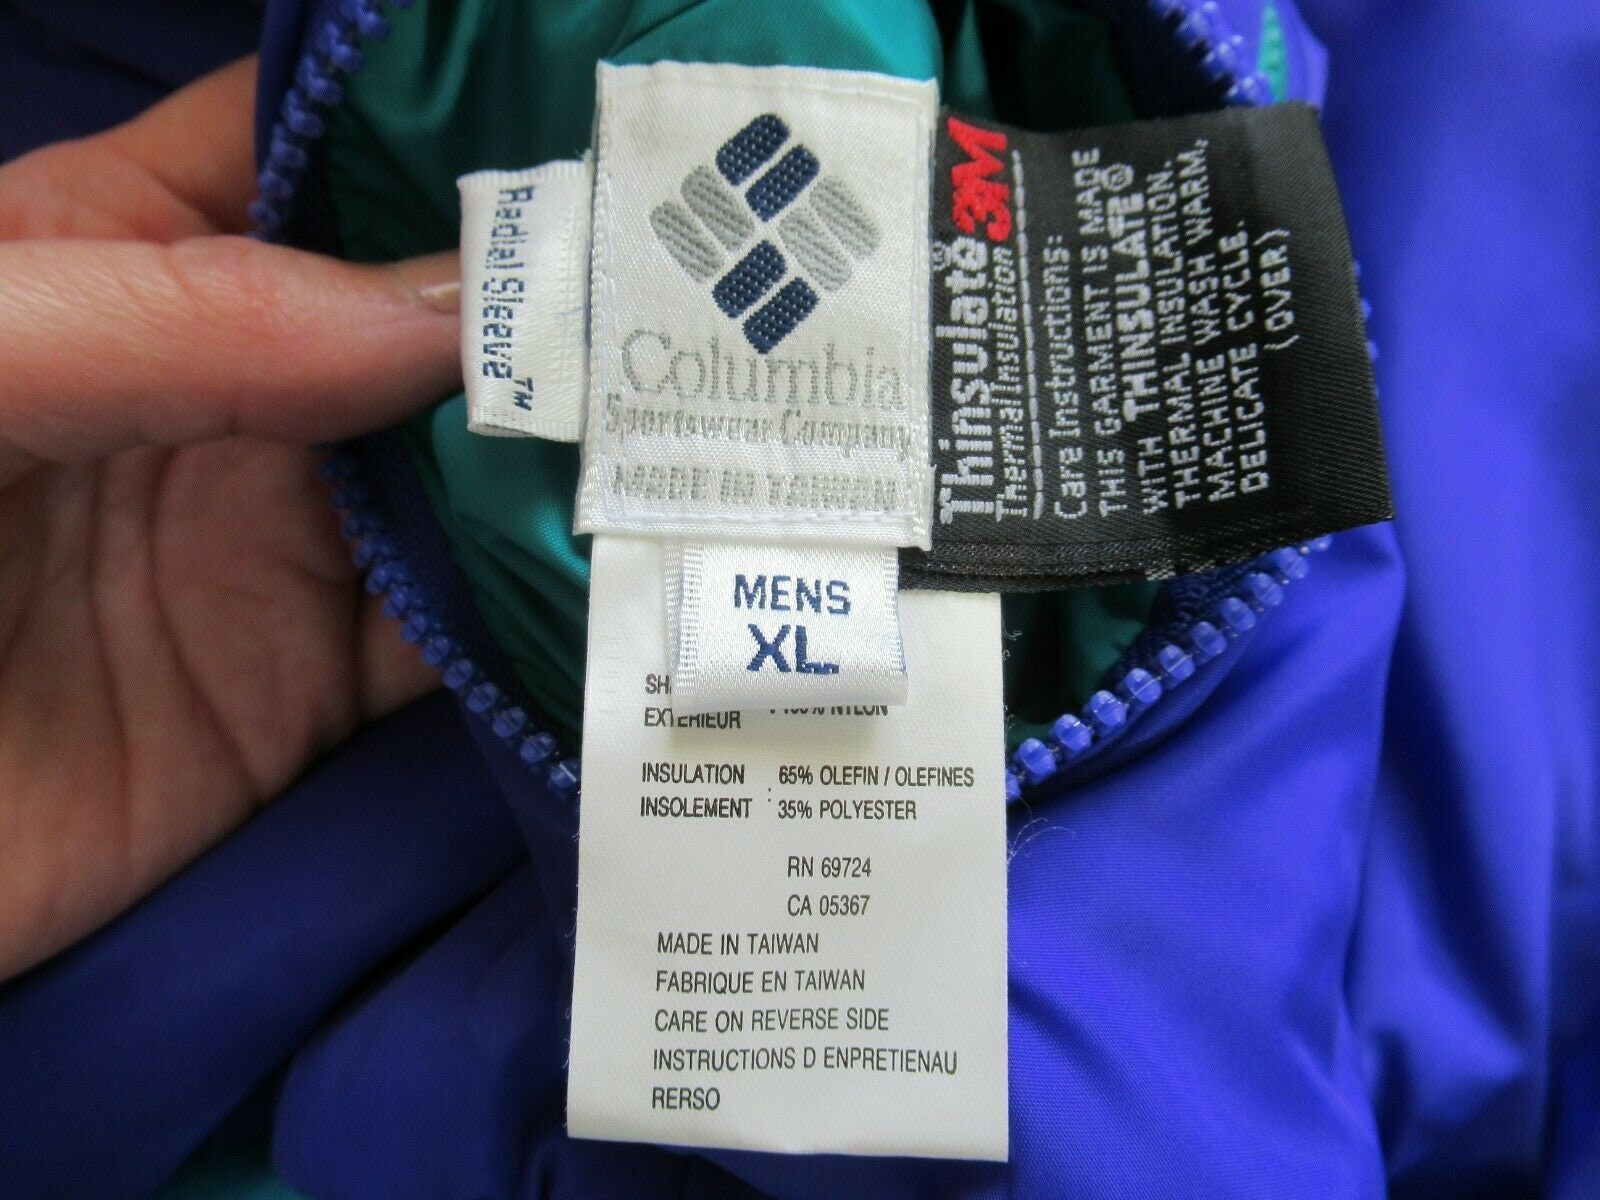 Radial Sleeve™
Columbia
Sportswear Company
MADE IN TAIWAN
Thinsulate® 3M
Thermal Insulation
Care Instructions:
THIS GARMENT IS MADE
WITH THINSULATE®
THERMAL INSULATION.
MACHINE WASH WARM,
DELICATE CYCLE.
(OVER)
MENS
XL
EXTERIEUR : 100% NYLON
INSULATION 65% OLEFIN / OLEFINES
INSOLEMENT : 35% POLYESTER
RN 69724
CA 05367
MADE IN TAIWAN
FABRIQUE EN TAIWAN
CARE ON REVERSE SIDE
INSTRUCTIONS D ENPRETIENAU
RERSO